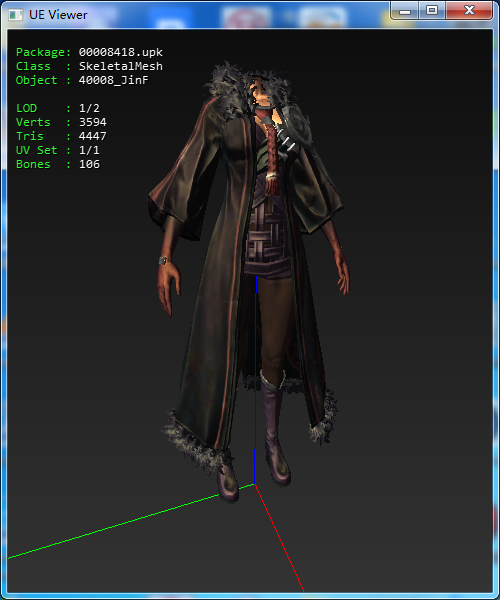 UE Viewer
Package: 00008418.upk
Class : SkeletalMesh
Object : 40008_JinF
LOD : 1/2
Verts : 3594
Tris : 4447
UV Set : 1/1
Bones : 106